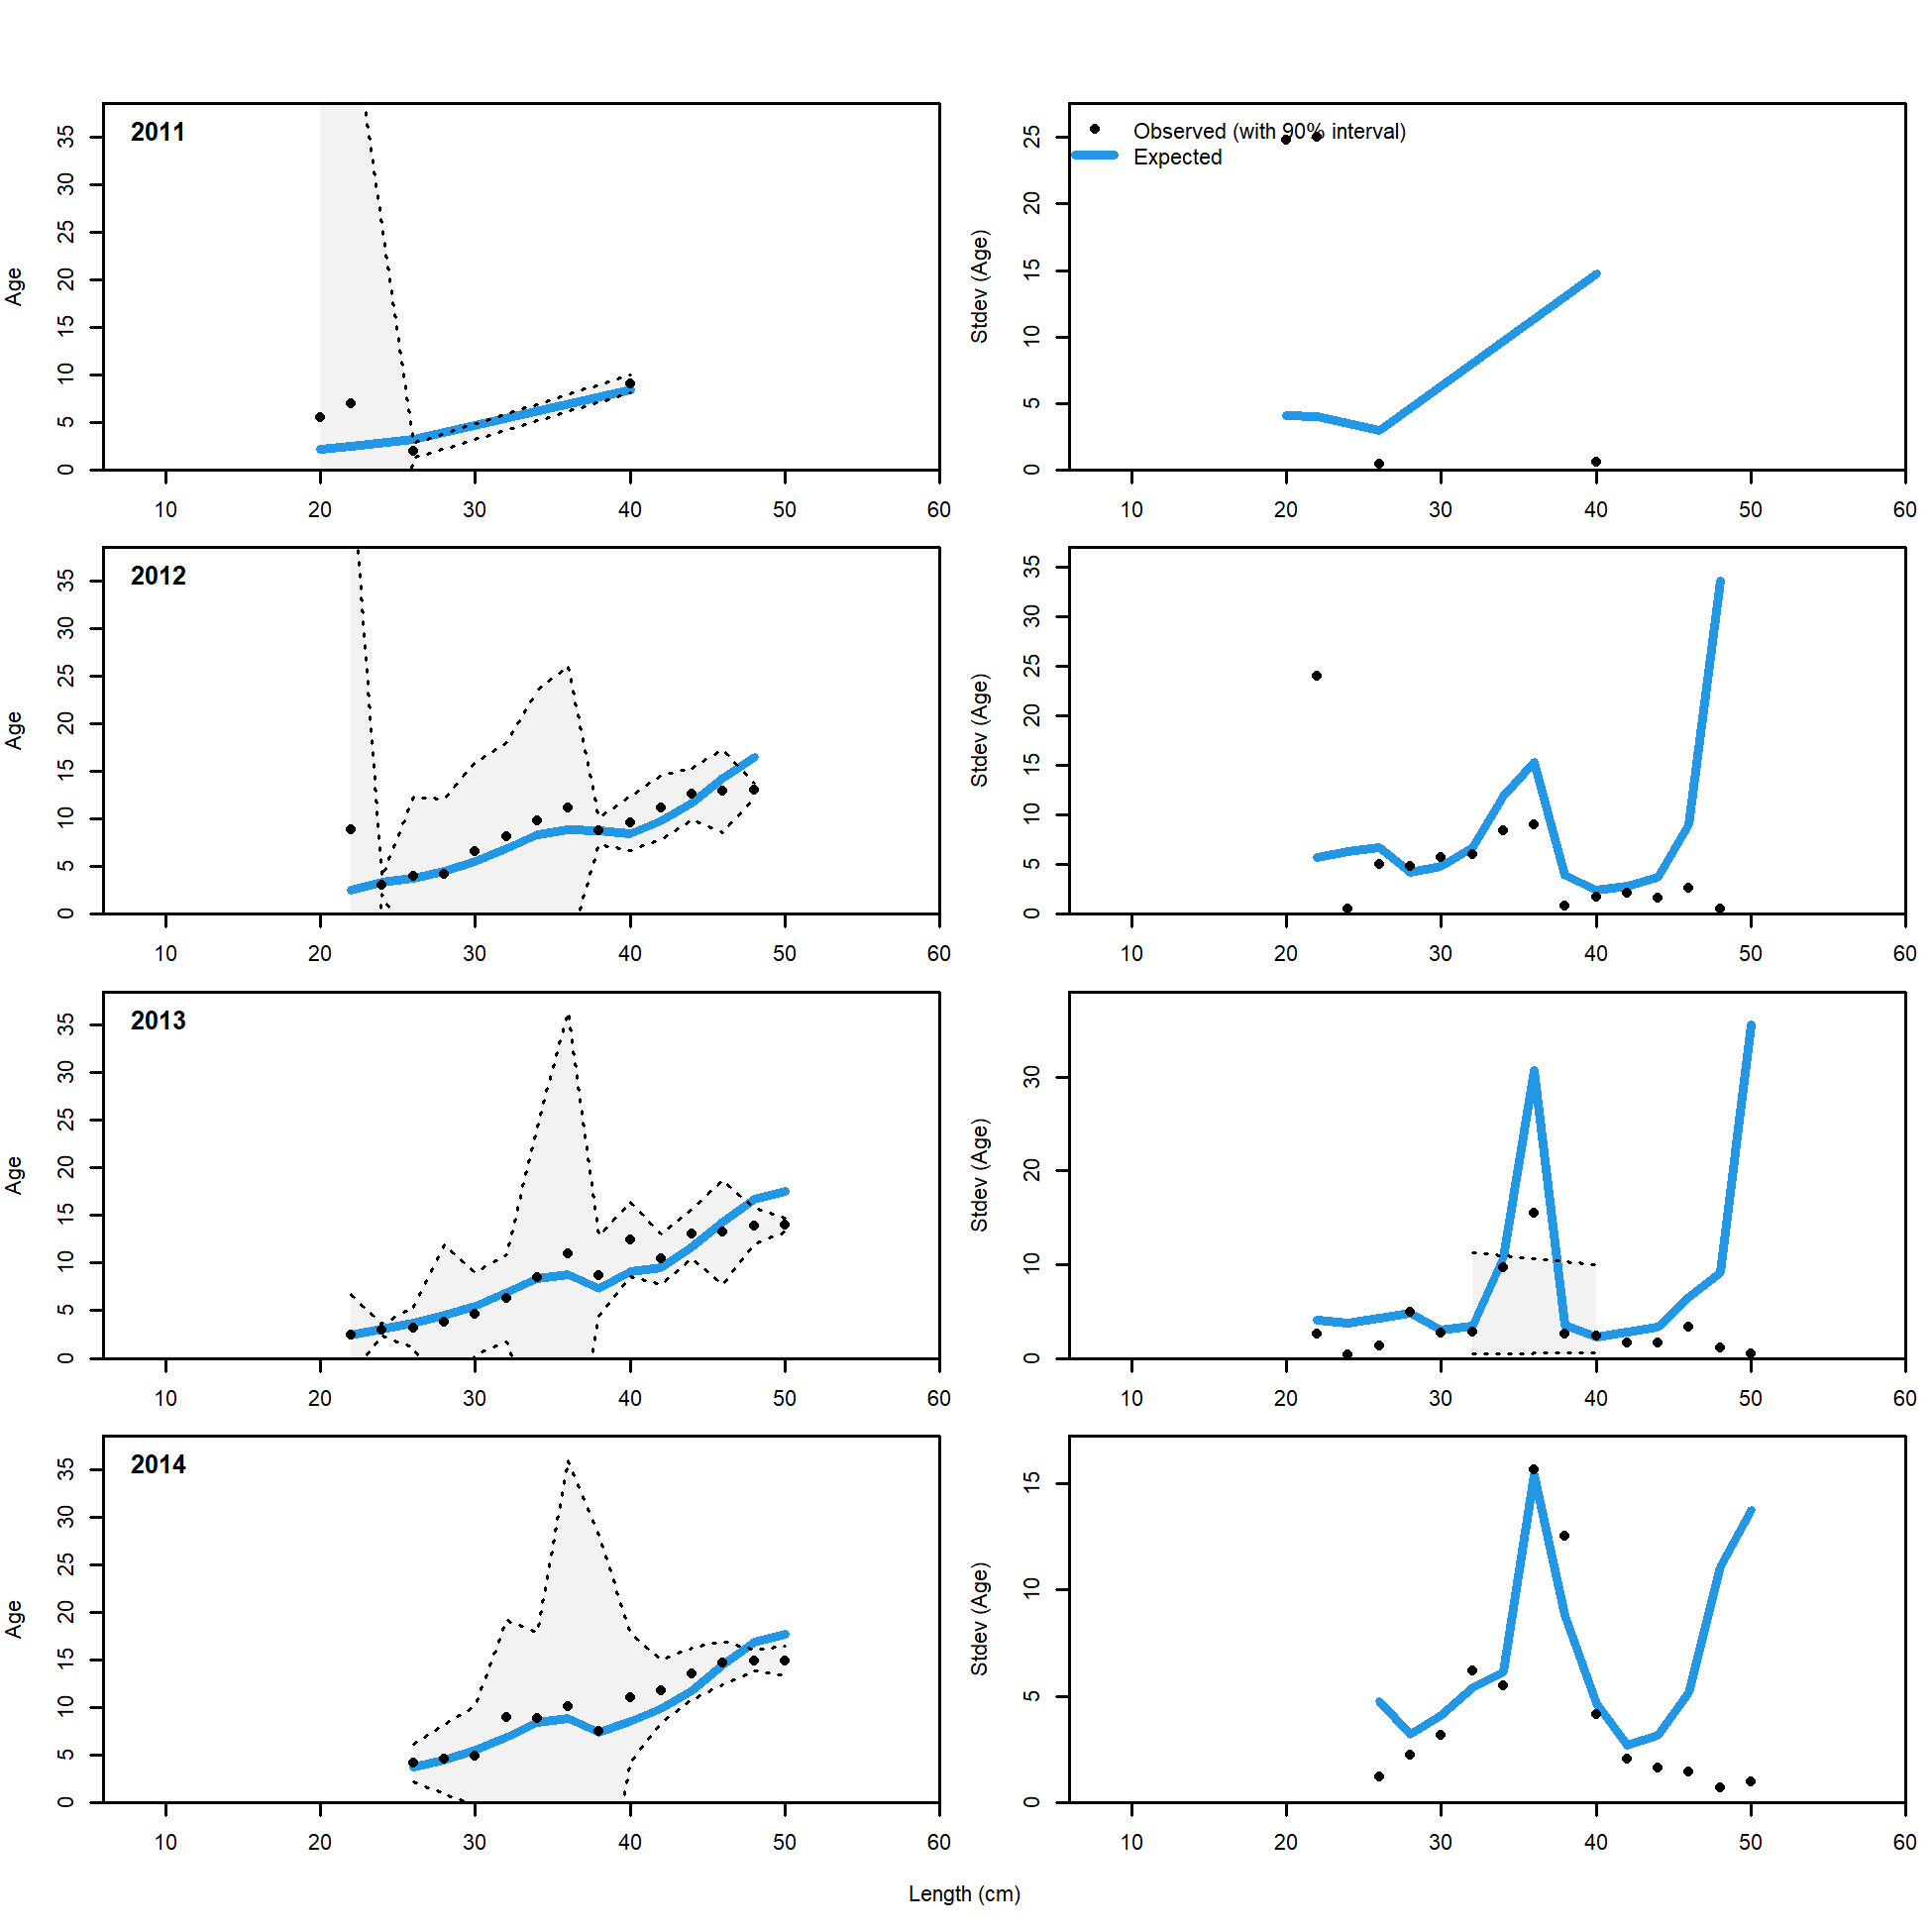 2011
Age
0 5 10 15 20 25 30 35
10 20 30 40 50 60
Observed (with 90% interval)
Expected
Stdev (Age)
0 5 10 15 20 25
10 20 30 40 50 60
2012
Age
0 5 10 15 20 25 30 35
10 20 30 40 50 60
Stdev (Age)
0 5 10 15 20 25 30 35
10 20 30 40 50 60
2013
Age
0 5 10 15 20 25 30 35
10 20 30 40 50 60
Stdev (Age)
0 10 20 30
10 20 30 40 50 60
2014
Age
0 5 10 15 20 25 30 35
10 20 30 40 50 60
Stdev (Age)
0 5 10 15
10 20 30 40 50 60
Length (cm)